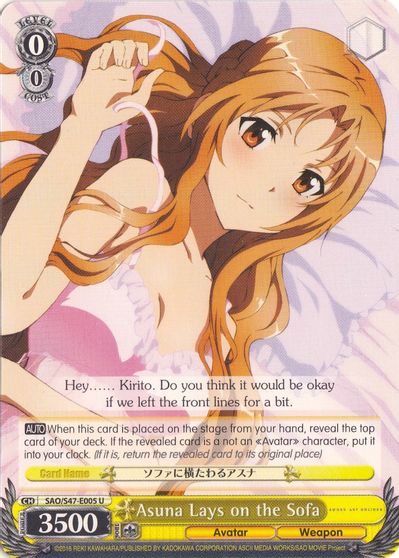 LEVEL
0
0
COST
Hey...... Kirito. Do you think it would be okay
if we left the front lines for a bit.
AUTO When this card is placed on the stage from your hand, reveal the top
card of your deck. If the revealed card is a not an «Avatar» character, put it
into your clock. (If it, is return the revealed card to its original place)
Card Name ソファに横たわるアスナ
CH SAO/S47-E005 U
3500 Asuna Lays on the Sofa
SWORD ART ONLINE
Avatar Weapon
©2016 REKI KAWAHARA/PUBLISHED BY KADOKAWA CORPORATION ASCII MEDIA WORKS/SAO MOVIE Project